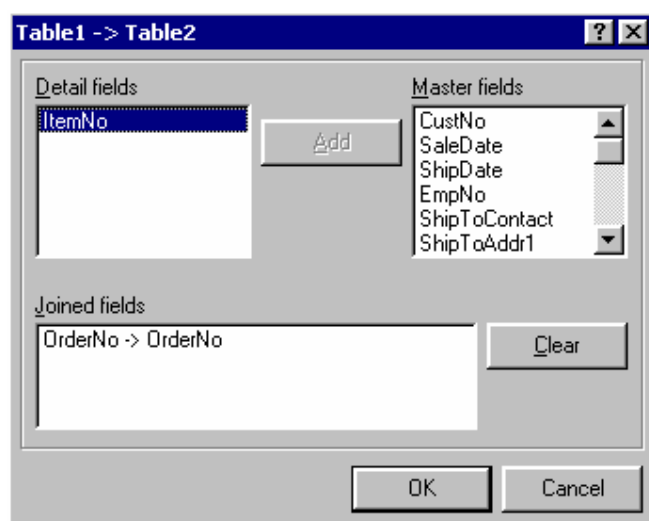 Table1 -> Table2
Detail fields
Master fields
ItemNo
Add
CustNo
SaleDate
ShipDate
EmpNo
ShipToContact
ShipToAddr1
Joined fields
OrderNo -> OrderNo
Clear
OK
Cancel